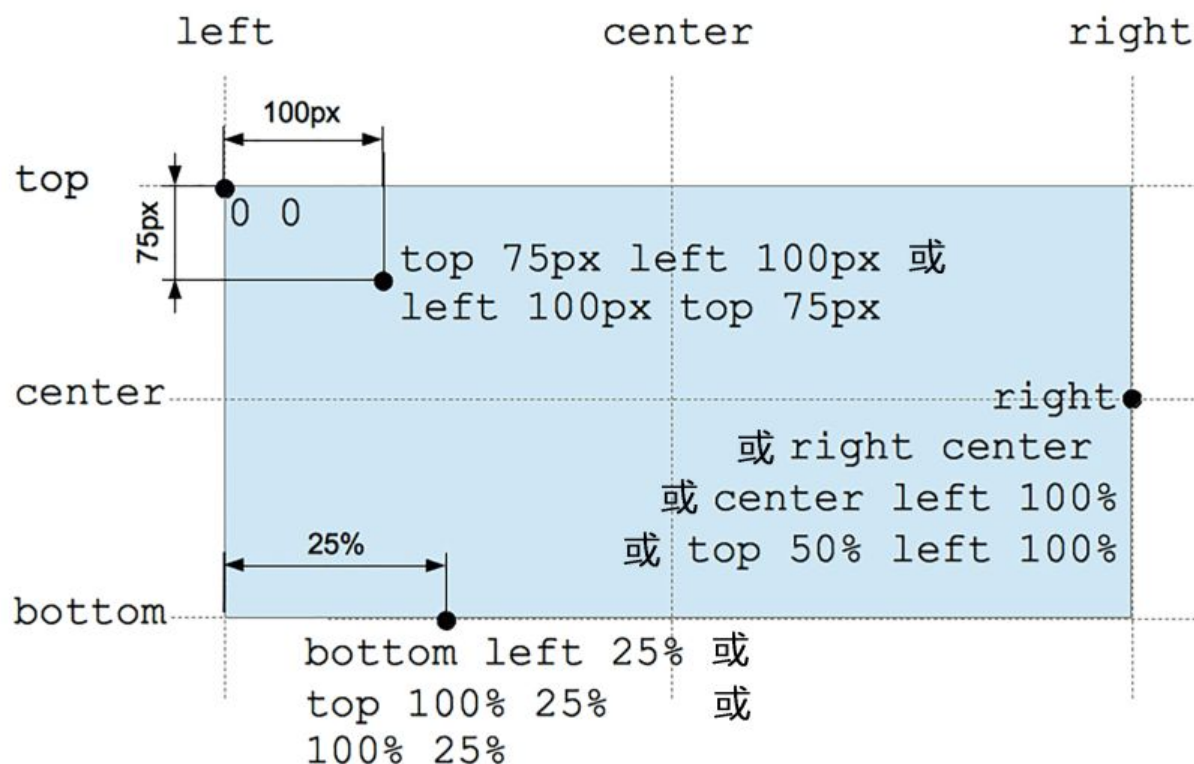 left center right
100px
top
75px
0 0
top 75px left 100px 或
left 100px top 75px
center
right
或 right center
或 center left 100%
或 top 50% left 100%
25%
bottom
bottom left 25% 或
top 100% 25% 或
100% 25%